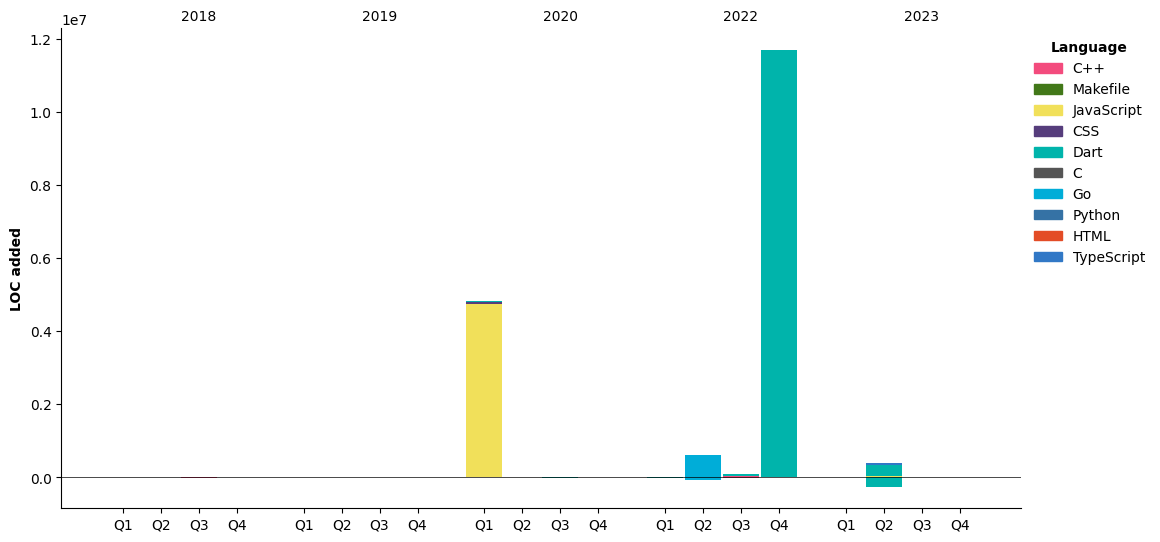 1e7
2018 2019 2020 2022 2023
1.2
1.0
0.8
0.6
0.4
0.2
0.0
LOC added
Q1 Q2 Q3 Q4 Q1 Q2 Q3 Q4 Q1 Q2 Q3 Q4 Q1 Q2 Q3 Q4 Q1 Q2 Q3 Q4
Language
C++
Makefile
JavaScript
CSS
Dart
C
Go
Python
HTML
TypeScript